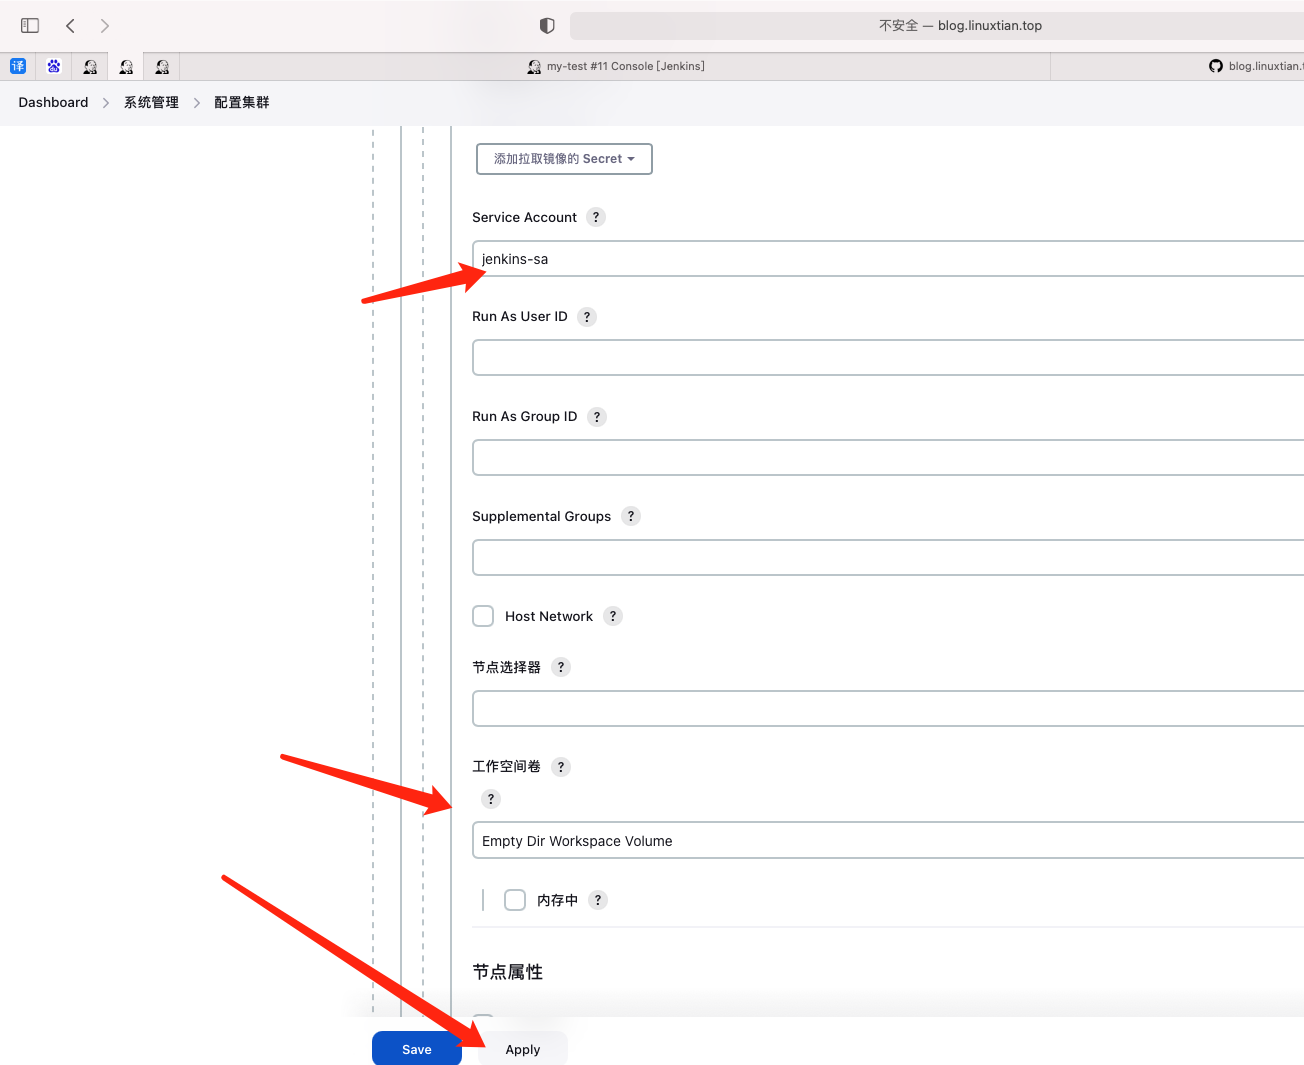 不安全 — blog.linuxtian.top
译
my-test #11 Console [Jenkins]
blog.linuxtian.t
Dashboard > 系统管理 > 配置集群
添加拉取镜像的 Secret
Service Account ?
jenkins-sa
Run As User ID ?
Run As Group ID ?
Supplemental Groups ?
Host Network ?
节点选择器 ?
工作空间卷 ?
?
Empty Dir Workspace Volume
内存中 ?
节点属性
Save
Apply